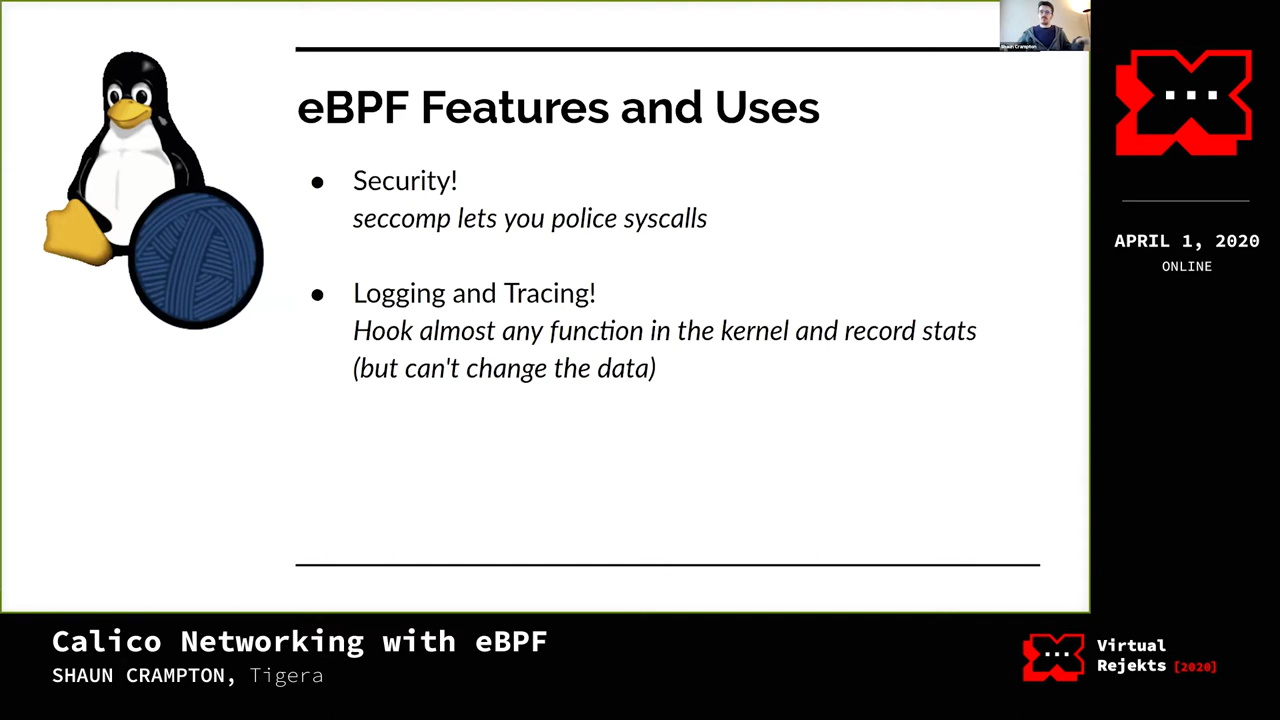 Shaun Crampton
eBPF Features and Uses
● Security!
seccomp lets you police syscalls
● Logging and Tracing!
Hook almost any function in the kernel and record stats
(but can't change the data)
APRIL 1, 2020
ONLINE
Calico Networking with eBPF
SHAUN CRAMPTON, Tigera
Virtual
Rejekts [2020]